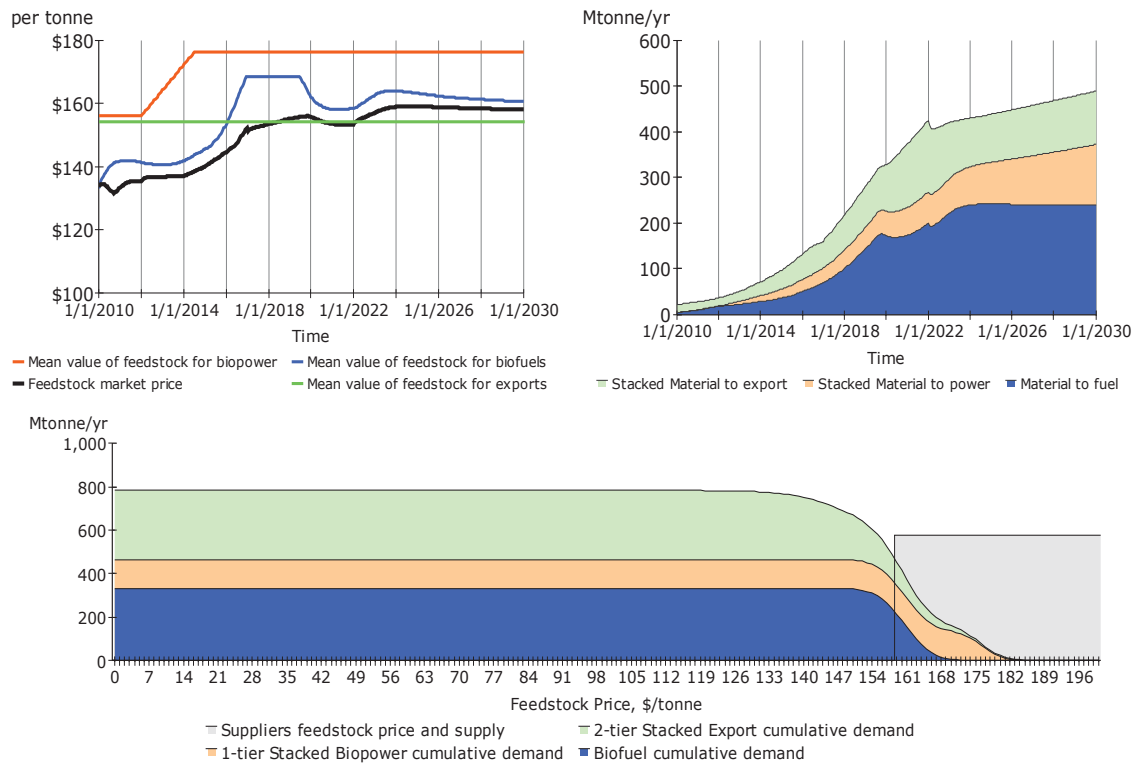 per tonne
$180
$160
$140
$120
$100
1/1/2010 1/1/2014 1/1/2018 1/1/2022 1/1/2026 1/1/2030
Time
Mean value of feedstock for biopower
Mean value of feedstock for biofuels
Feedstock market price
Mean value of feedstock for exports
Mtonne/yr
600
500
400
300
200
100
0
1/1/2010 1/1/2014 1/1/2018 1/1/2022 1/1/2026 1/1/2030
Time
Stacked Material to export
Stacked Material to power
Material to fuel
Mtonne/yr
1,000
800
600
400
200
0
0 7 14 21 28 35 42 49 56 63 70 77 84 91 98 105 112 119 126 133 140 147 154 161 168 175 182 189 196
Feedstock Price, $/tonne
Suppliers feedstock price and supply
2-tier Stacked Export cumulative demand
1-tier Stacked Biopower cumulative demand
Biofuel cumulative demand